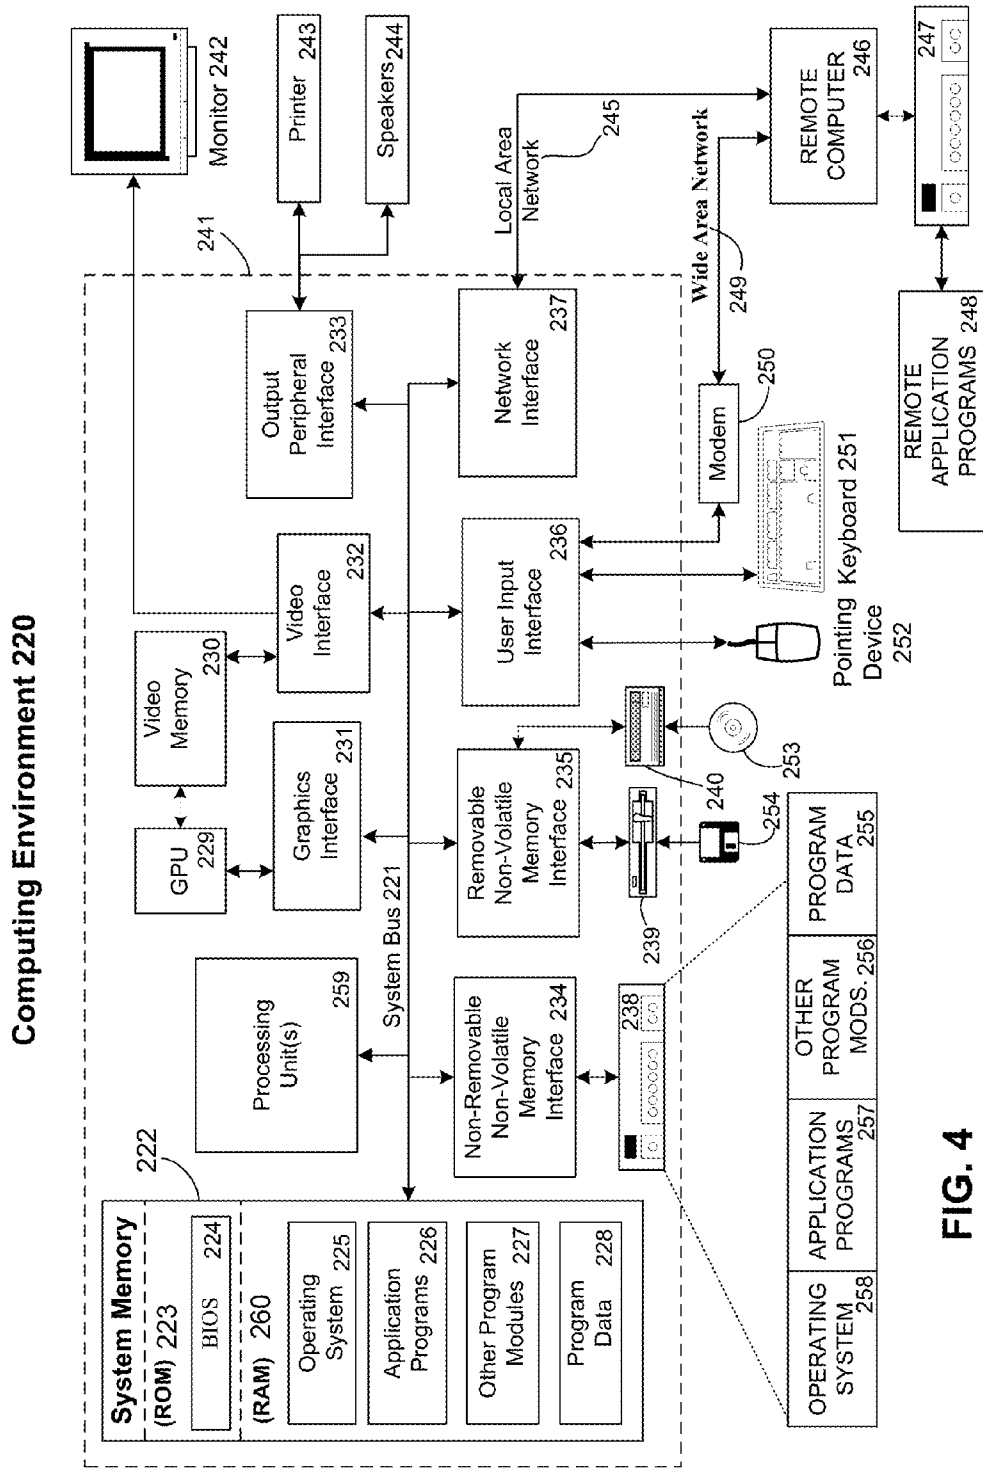 Computing Environment 220
System Memory
222
(ROM) 223
BIOS 224
(RAM) 260
Operating
System 225
Application
Programs 226
Other Program
Modules 227
Program
Data 228
Processing
Unit(s)
259
System Bus 221
GPU
229
Video
Memory
230
Graphics
Interface
231
Video
Interface
232
Output
Peripheral
Interface
233
241
Monitor 242
Printer
243
Speakers
244
Non-Removable
Non-Volatile
Memory
Interface
234
Removable
Non-Volatile
Memory
Interface
235
User Input
Interface
236
Network
Interface
237
Local Area
Network
245
238
239
240
254
253
Modem
250
Wide Area Network
249
REMOTE
COMPUTER
246
247
Pointing
Device
252
Keyboard 251
OPERATING
SYSTEM
258
APPLICATION
PROGRAMS
257
OTHER
PROGRAM
MODS.
256
PROGRAM
DATA
255
REMOTE
APPLICATION
PROGRAMS 248
FIG. 4